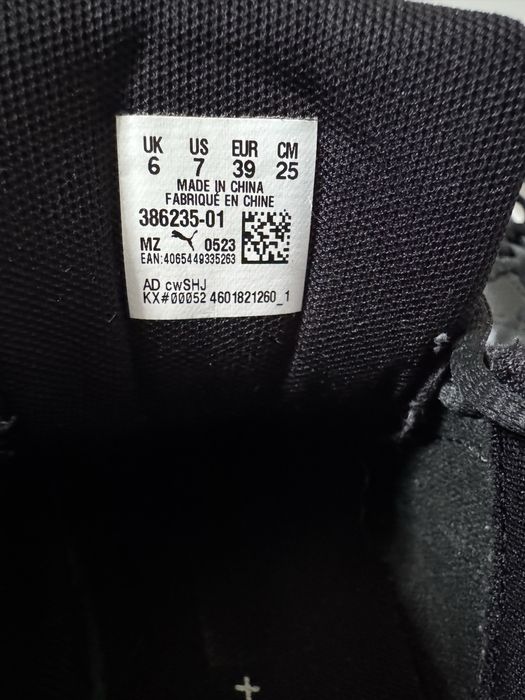 UK US EUR CM
6 7 39 25
MADE IN CHINA
FABRIQUÉ EN CHINE
386235-01
MZ 0523
EAN:4065449335263
AD cwSHJ
KX#00052 4601821260_1